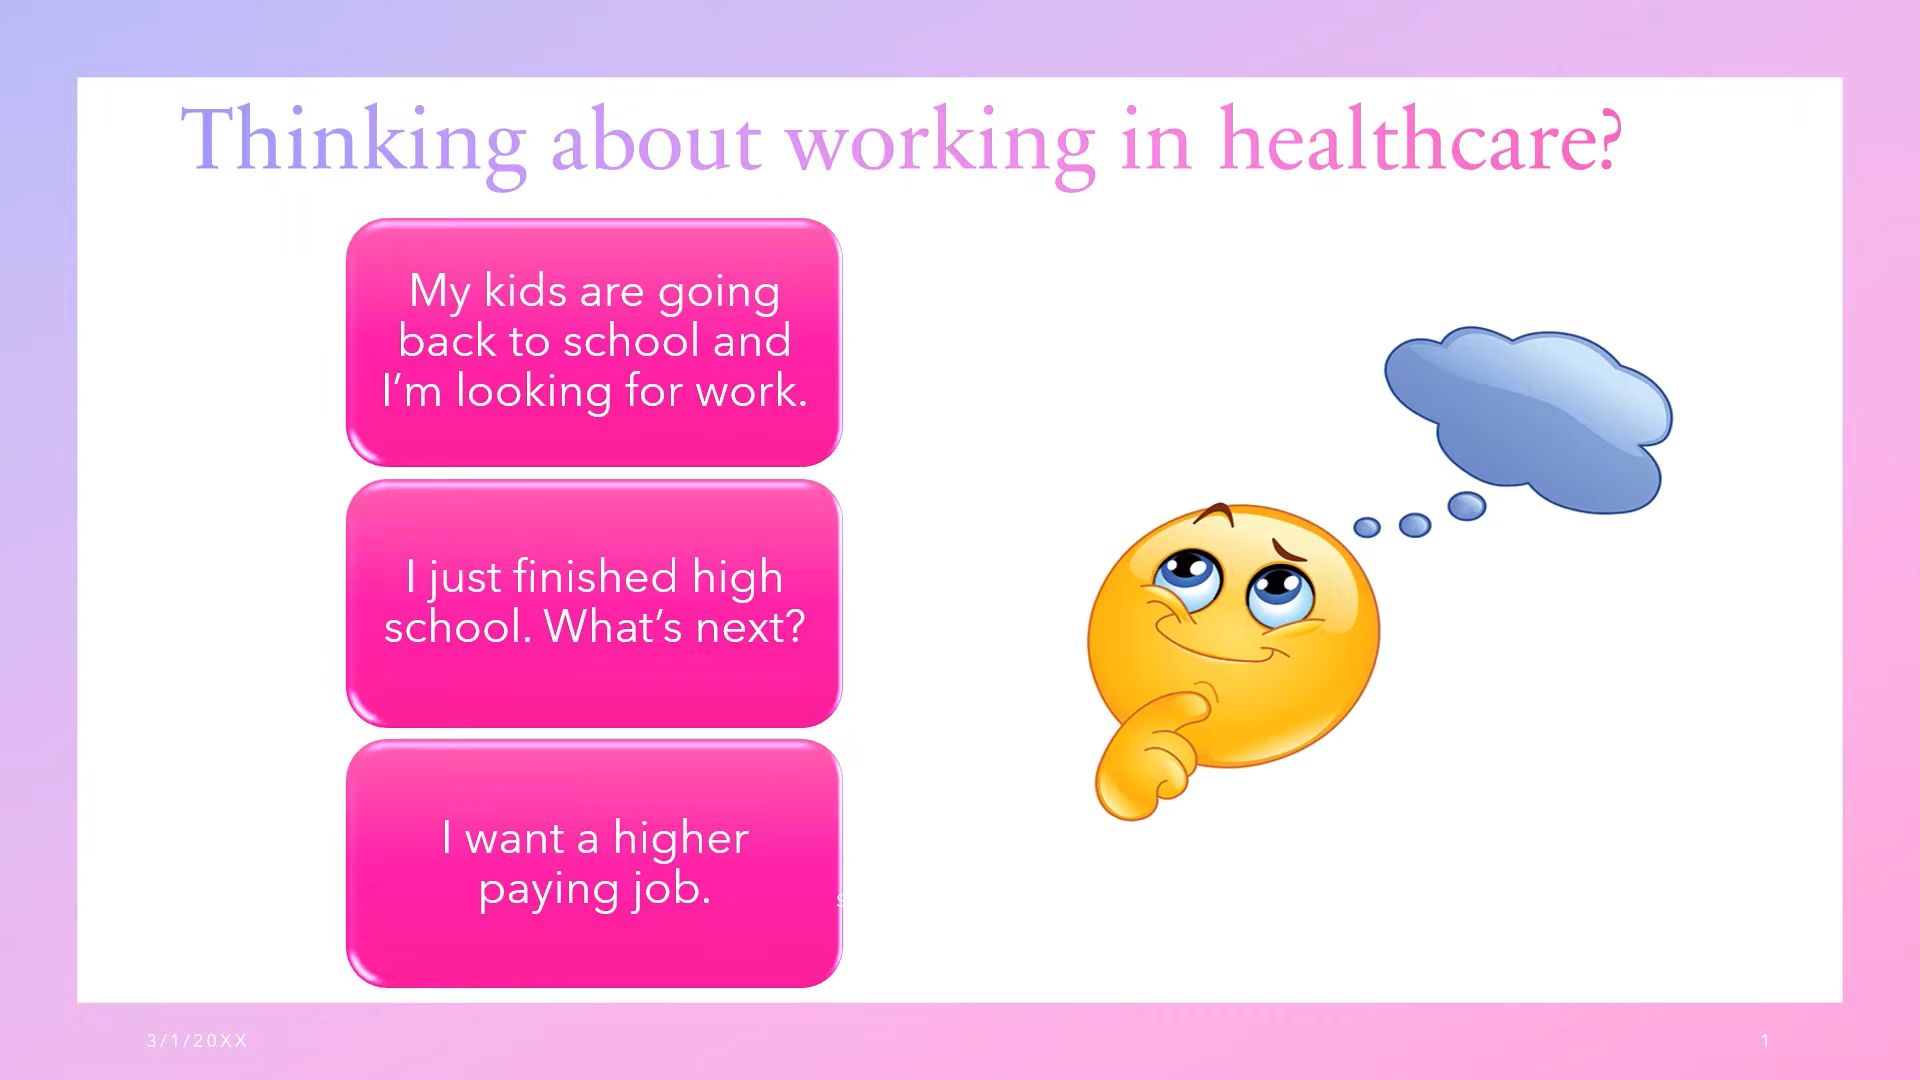 Thinking about working in healthcare?
My kids are going
back to school and
I’m looking for work.
I just finished high
school. What’s next?
I want a higher
paying job.
3/1/20XX
1